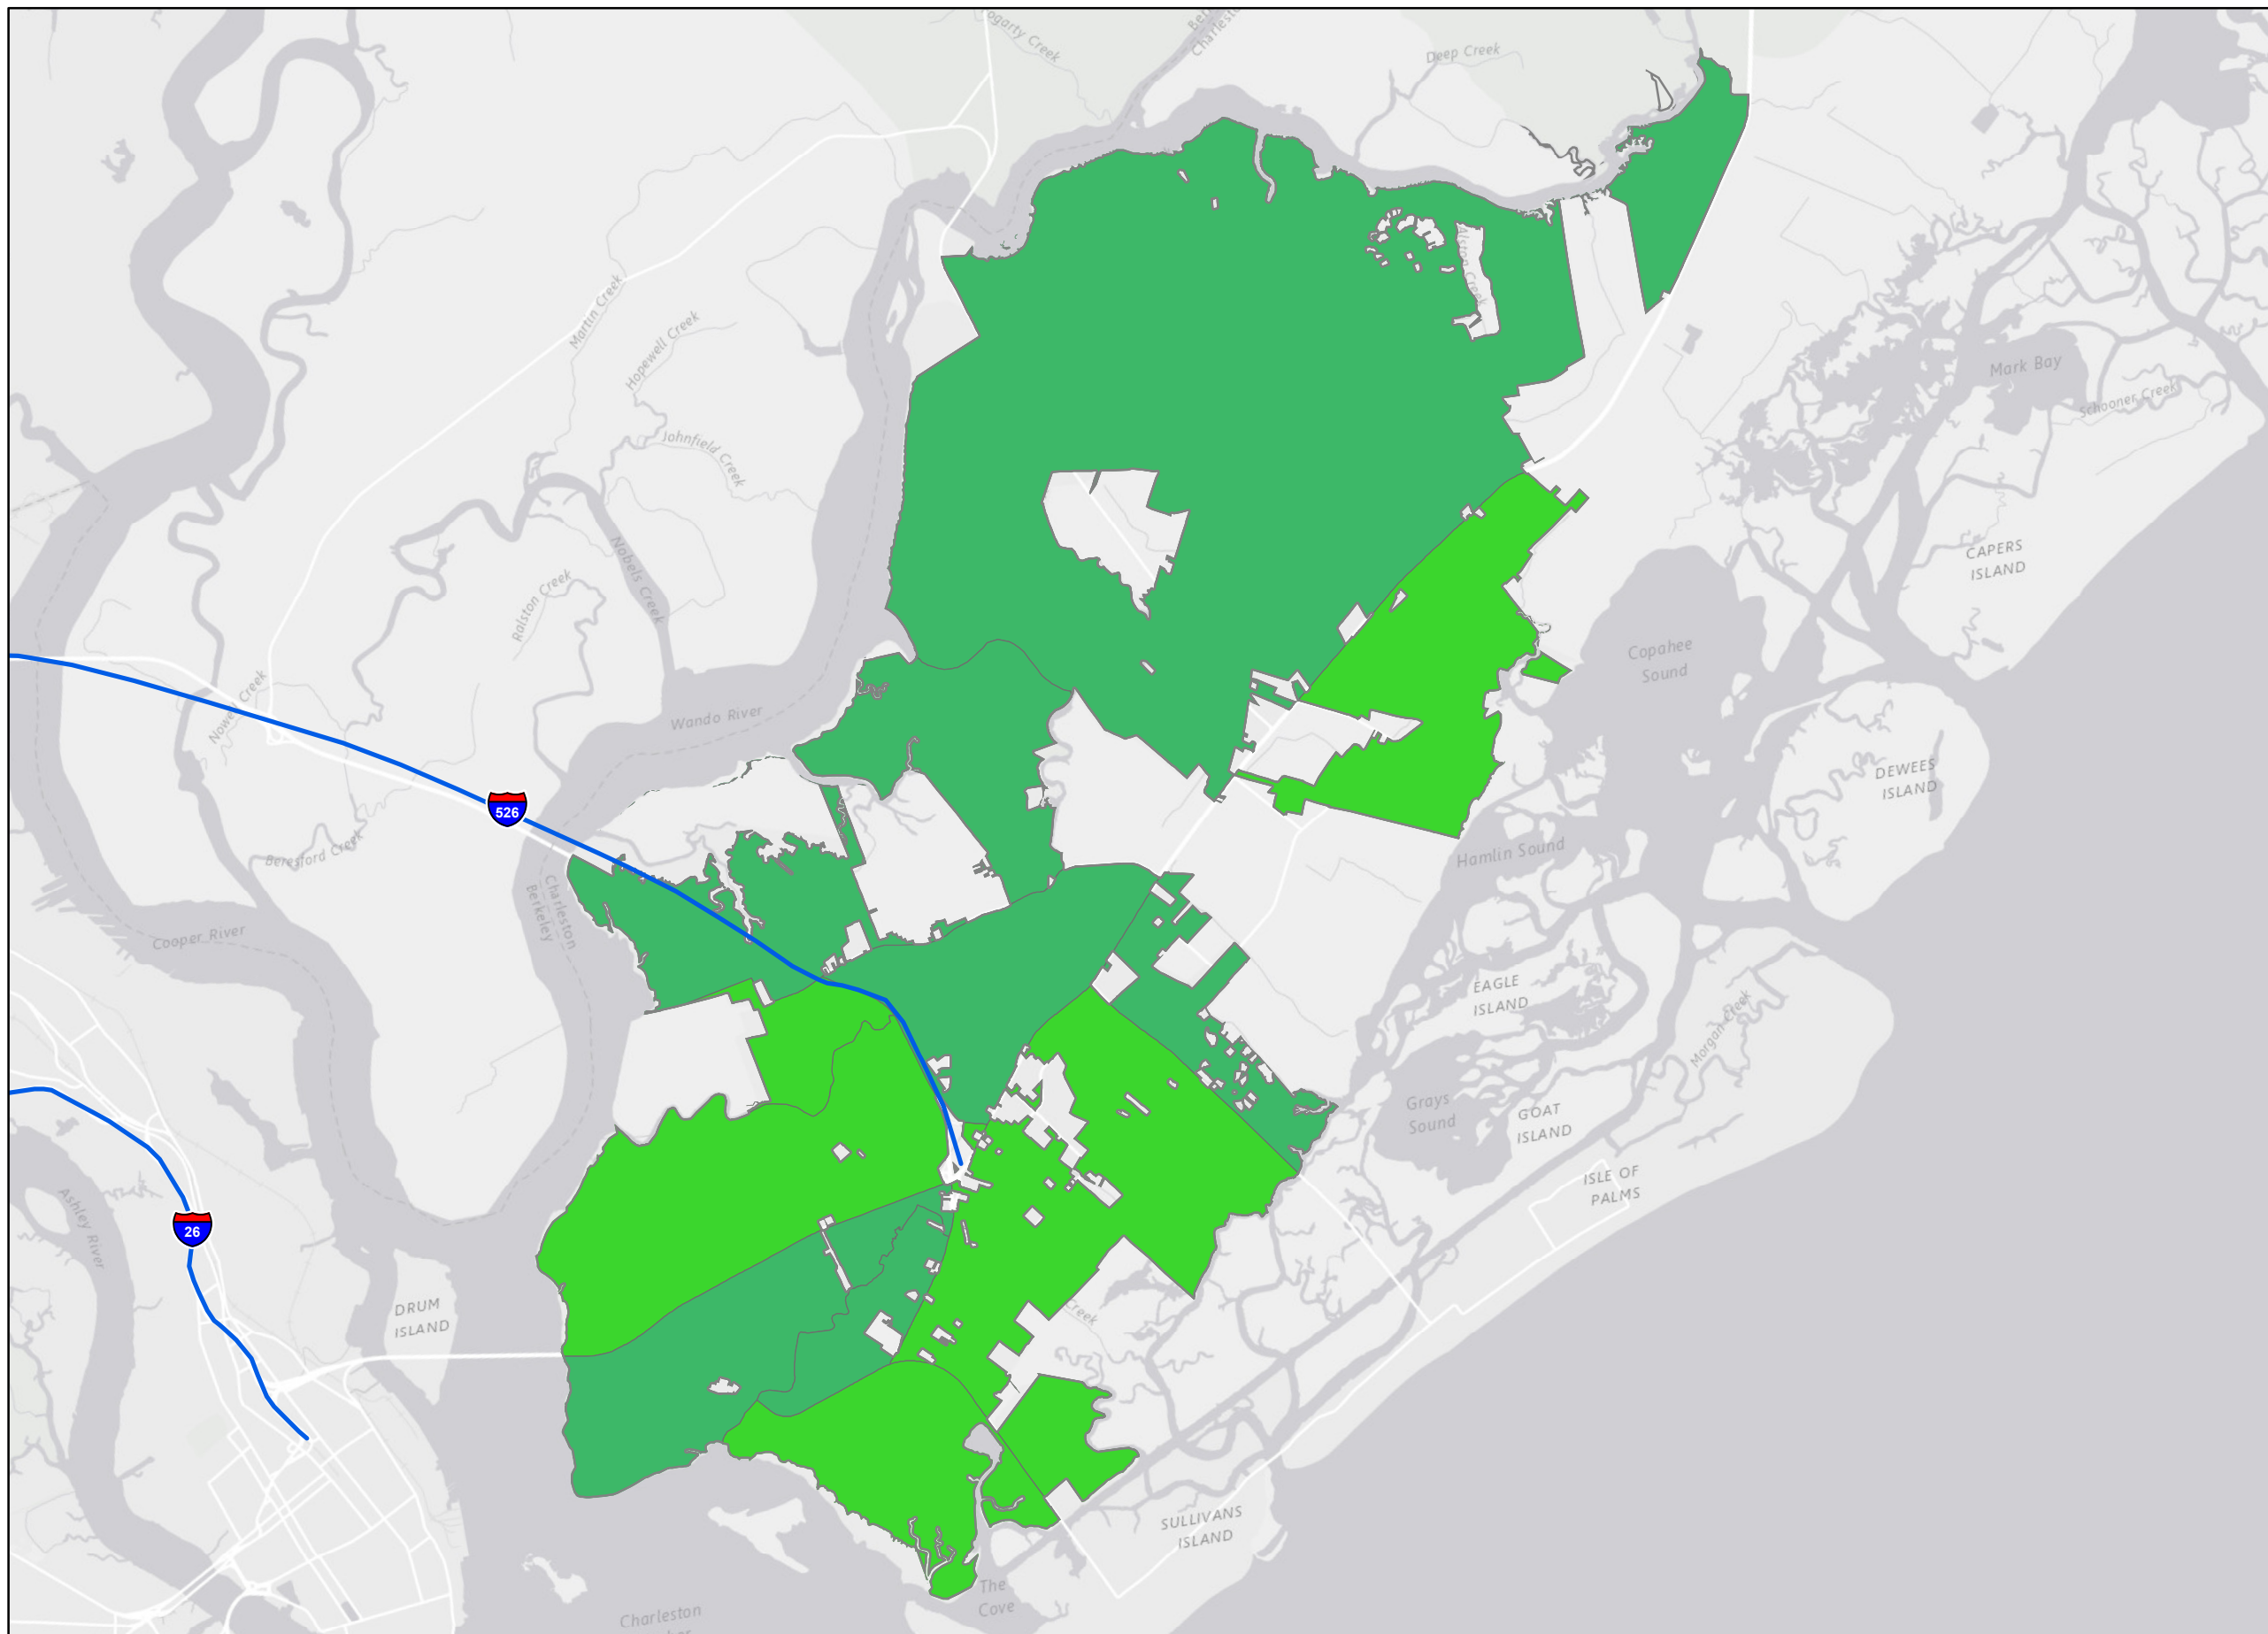 Deep Creek
Alston Creek
Martin Creek
Hopewell Creek
Johnfield Creek
Mark Bay
Schooner Creek
Nobels Creek
Ralston Creek
CAPERS
ISLAND
Copahee
Sound
Nowell Creek
Wando River
DEWEES
ISLAND
526
Beresford Creek
Hamlin Sound
Charleston
Berkeley
Cooper River
EAGLE
ISLAND
Morgan Creek
Grays
Sound
GOAT
ISLAND
ISLE OF
PALMS
Ashley River
26
DRUM
ISLAND
Creek
SULLIVANS
ISLAND
The
Cove
Charleston